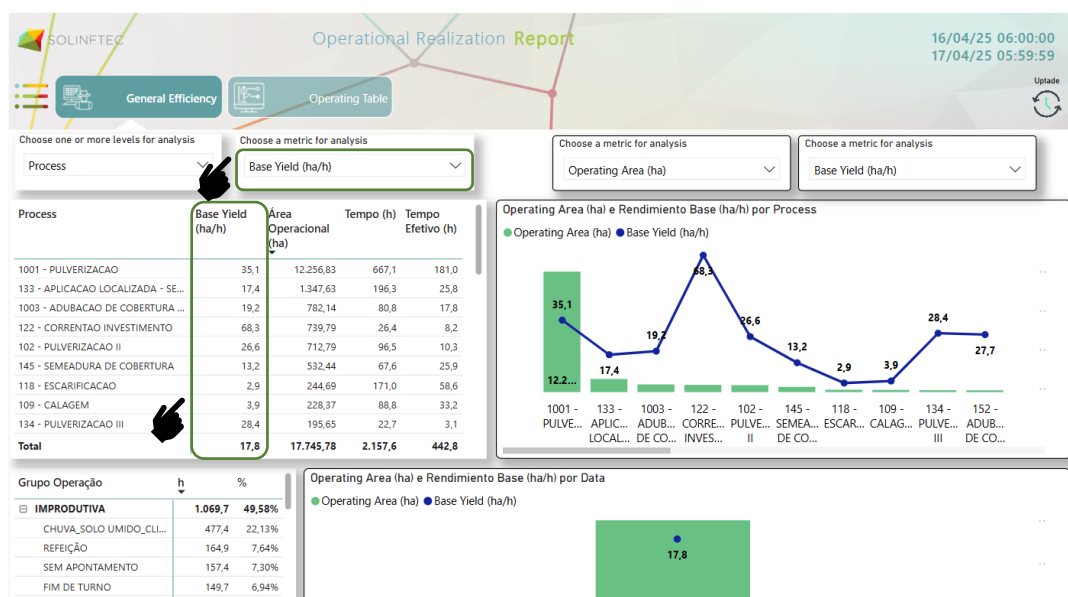 SOLINFTEC
Operational Realization Report
16/04/25 06:00:00
17/04/25 05:59:59
Uptade
General Efficiency
Operating Table
Choose one or more levels for analysis
Process
Choose a metric for analysis
Base Yield (ha/h)
Choose a metric for analysis
Operating Area (ha)
Choose a metric for analysis
Base Yield (ha/h)
Process Base Yield (ha/h) Área Operacional (ha) Tempo (h) Tempo Efetivo (h)
1001 - PULVERIZACAO 35,1 12.256,83 667,1 181,0
133 - APLICACAO LOCALIZADA - SE... 17,4 1.347,63 196,3 25,8
1003 - ADUBACAO DE COBERTURA ... 19,2 782,14 80,8 17,8
122 - CORRENTAO INVESTIMENTO 68,3 739,79 26,4 8,2
102 - PULVERIZACAO II 26,6 712,79 96,5 10,3
145 - SEMEADURA DE COBERTURA 13,2 532,44 67,6 25,9
118 - ESCARIFICACAO 2,9 244,69 171,0 58,6
109 - CALAGEM 3,9 228,37 88,8 33,2
134 - PULVERIZACAO III 28,4 195,65 22,7 3,1
Total 17,8 17.745,78 2.157,6 442,8
Operating Area (ha) e Rendimiento Base (ha/h) por Process
Operating Area (ha) Base Yield (ha/h)
68,3
35,1
26,6
28,4
19,2
13,2
27,7
17,4
2,9
3,9
12.2...
1001 - 133 - 1003 - 122 - 102 - 145 - 118 - 109 - 134 - 152 -
PULVE... APLIC... ADUB... CORRE... PULVE... SEMEA... ESCAR... CALAG... PULVE... ADUB...
LOCAL... DE CO... INVES... II DE CO... III DE CO...
Grupo Operação h %
IMPRODUTIVA 1.069,7 49,58%
CHUVA_SOLO UMIDO_CLI... 477,4 22,13%
REFEIÇÃO 164,9 7,64%
SEM APONTAMENTO 157,4 7,30%
FIM DE TURNO 149,7 6,94%
Operating Area (ha) e Rendimiento Base (ha/h) por Data
Operating Area (ha) Base Yield (ha/h)
17,8